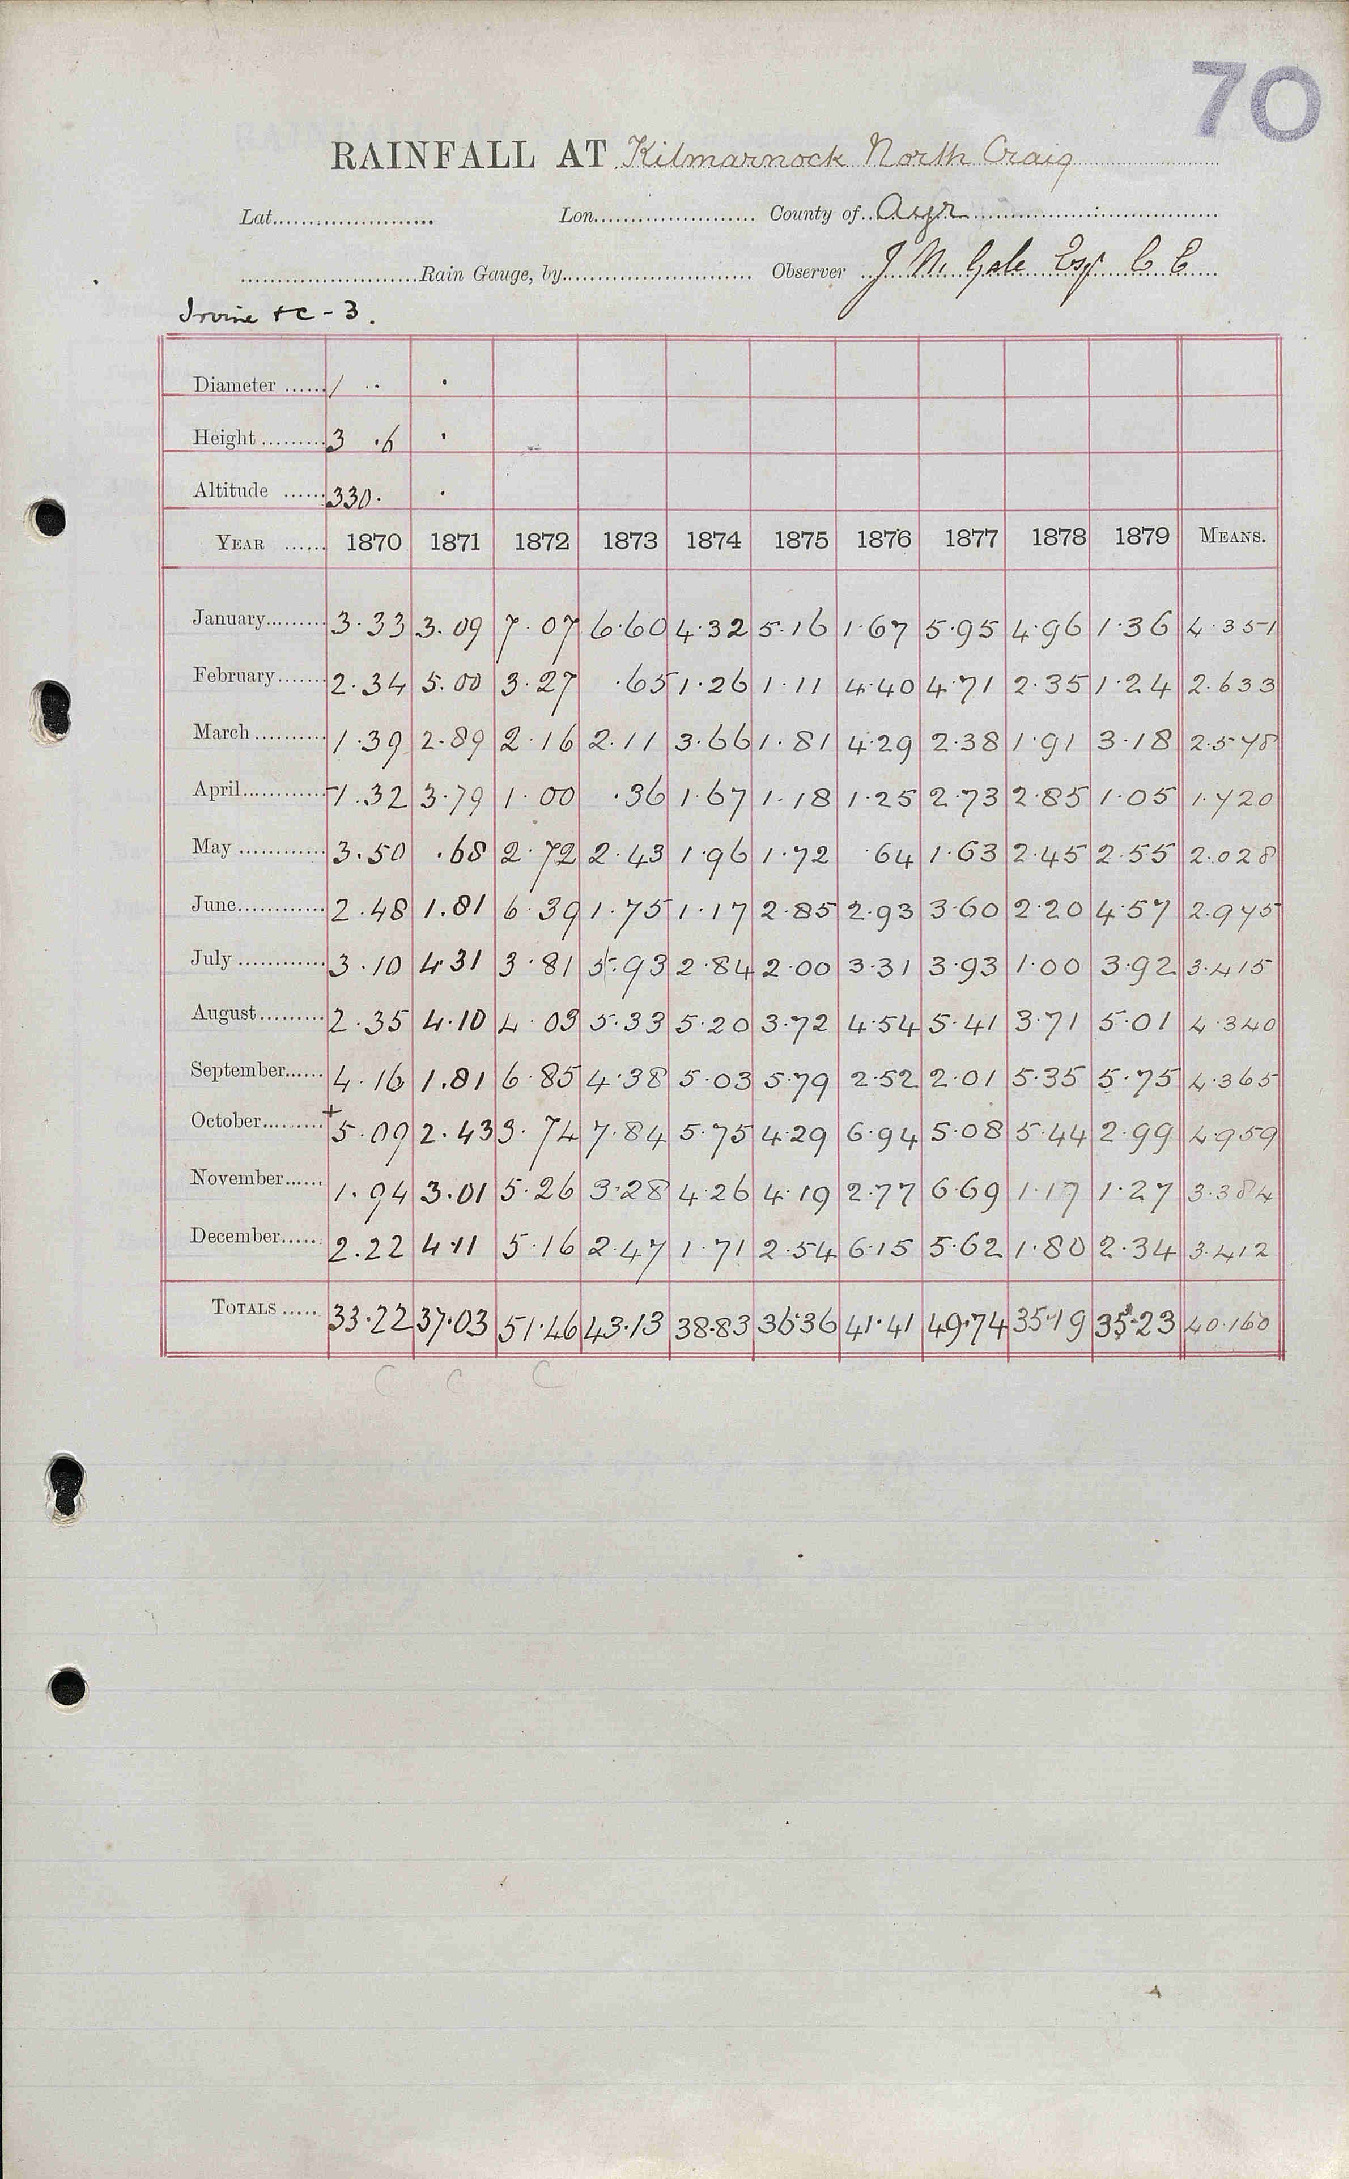 70
RAINFALL AT Kilmarnock North Craig
Lat. Lon. County of Ayr
Rain Gauge, by Observer J M Gale Esqr C E
Irvine &c - 3.
Diameter / .. .
Height 3 .6 .
Altitude 330. .
YEAR 1870 1871 1872 1873 1874 1875 1876 1877 1878 1879 MEANS.
January 3.33 3.09 7.07 6.60 4.32 5.16 1.67 5.95 4.96 1.36 4.351
February 2.34 5.00 3.27 .65 1.26 1.11 4.40 4.71 2.35 1.24 2.633
March 1.39 2.89 2.16 2.11 3.66 1.81 4.29 2.38 1.91 3.18 2.578
April 1.32 3.79 1.00 .36 1.67 1.18 1.25 2.73 2.85 1.05 1.720
May 3.50 .68 2.72 2.43 1.96 1.72 .64 1.63 2.45 2.55 2.028
June 2.48 1.81 6.39 1.75 1.17 2.85 2.93 3.60 2.20 4.57 2.975
July 3.10 4.31 3.81 5.93 2.84 2.00 3.31 3.93 1.00 3.92 3.415
August 2.35 4.10 4.03 5.33 5.20 3.72 4.54 5.41 3.71 5.01 4.340
September 4.16 1.81 6.85 4.38 5.03 5.79 2.52 2.01 5.35 5.75 4.365
October + 5.09 2.43 3.74 7.84 5.75 4.29 6.94 5.08 5.44 2.99 4.959
November 1.94 3.01 5.26 3.28 4.26 4.19 2.77 6.69 1.17 1.27 3.384
December 2.22 4.11 5.16 2.47 1.71 2.54 6.15 5.62 1.80 2.34 3.412
TOTALS 33.22 37.03 51.46 43.13 38.83 36.36 41.41 49.74 35.19 35.23 40.160
C C C